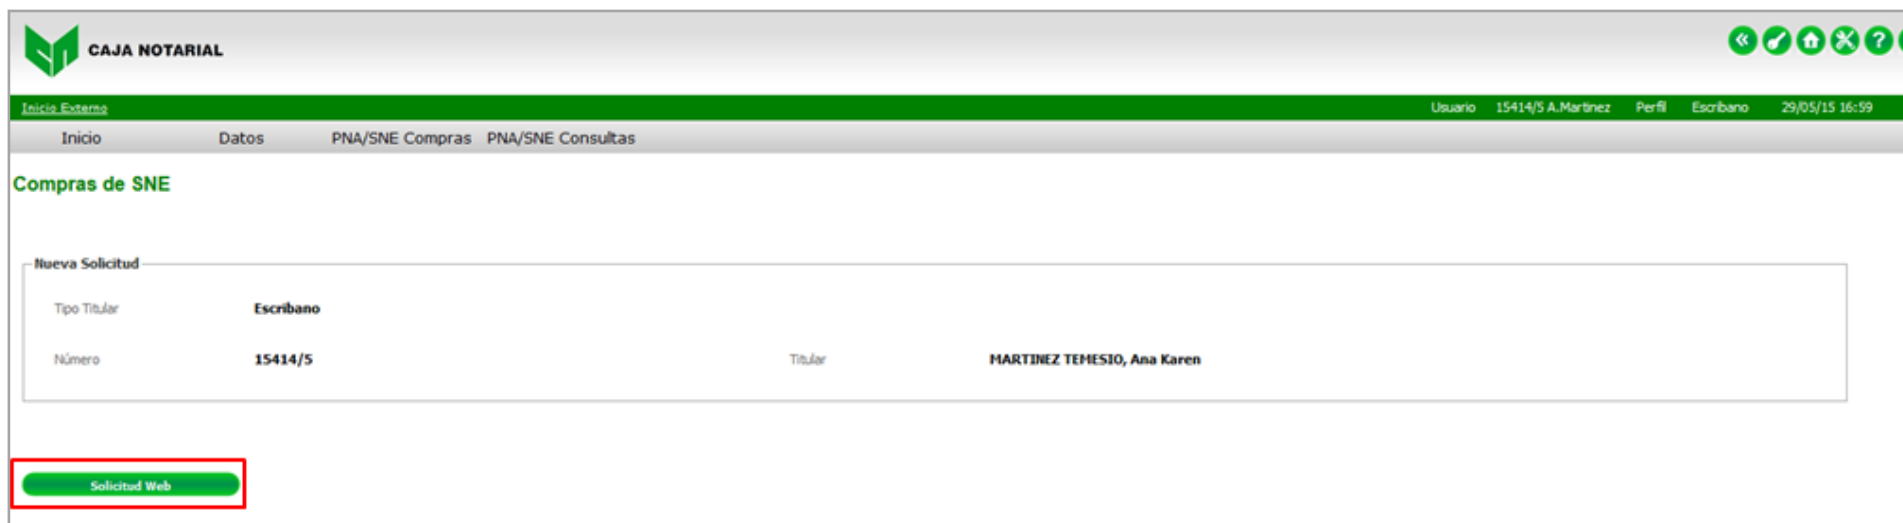 CAJA NOTARIAL
Inicio Externo Usuario 15414/5 A.Martinez Perfil Escribano 29/05/15 16:59
Inicio Datos PNA/SNE Compras PNA/SNE Consultas
Compras de SNE
Nueva Solicitud
Tipo Titular Escribano
Número 15414/5 Titular MARTINEZ TEMESIO, Ana Karen
Solicitud Web